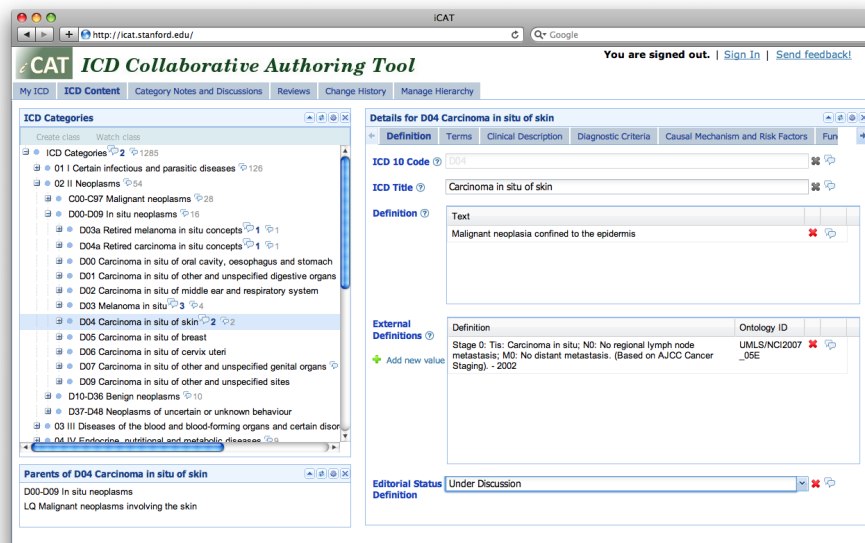 iCAT
http://icat.stanford.edu/
Google
iCAT ICD Collaborative Authoring Tool
You are signed out. | Sign In | Send feedback!
My ICD
ICD Content
Category Notes and Discussions
Reviews
Change History
Manage Hierarchy
ICD Categories
Create class Watch class
ICD Categories 2 1285
01 I Certain infectious and parasitic diseases 126
02 II Neoplasms 54
C00-C97 Malignant neoplasms 28
D00-D09 In situ neoplasms 16
D03a Retired melanoma in situ concepts 1 1
D04a Retired carcinoma in situ concepts 1 1
D00 Carcinoma in situ of oral cavity, oesophagus and stomach
D01 Carcinoma in situ of other and unspecified digestive organs
D02 Carcinoma in situ of middle ear and respiratory system
D03 Melanoma in situ 3 4
D04 Carcinoma in situ of skin 2 2
D05 Carcinoma in situ of breast
D06 Carcinoma in situ of cervix uteri
D07 Carcinoma in situ of other and unspecified genital organs
D09 Carcinoma in situ of other and unspecified sites
D10-D36 Benign neoplasms 10
D37-D48 Neoplasms of uncertain or unknown behaviour
03 III Diseases of the blood and blood-forming organs and certain disor
04 IV Endocrine, nutritional and metabolic diseases 9
Parents of D04 Carcinoma in situ of skin
D00-D09 In situ neoplasms
LQ Malignant neoplasms involving the skin
Details for D04 Carcinoma in situ of skin
Definition
Terms
Clinical Description
Diagnostic Criteria
Causal Mechanism and Risk Factors
Fun
ICD 10 Code ? D04
ICD Title ? Carcinoma in situ of skin
Definition ?
Text
Malignant neoplasia confined to the epidermis
External
Definitions ?
Add new value
Definition
Ontology ID
Stage 0: Tis: Carcinoma in situ; N0: No regional lymph node
metastasis; M0: No distant metastasis. (Based on AJCC Cancer
Staging). - 2002
UMLS/NCI2007
_05E
Editorial Status
Definition
Under Discussion